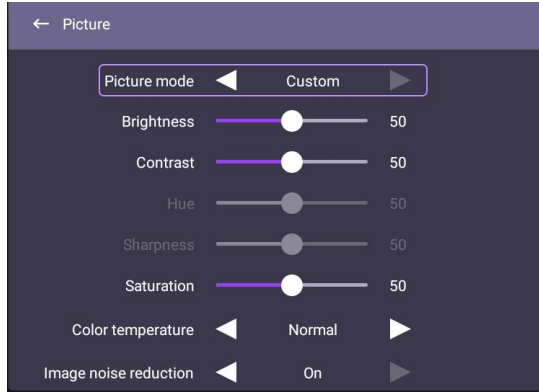 Picture
Picture mode Custom
Brightness 50
Contrast 50
Hue 50
Sharpness 50
Saturation 50
Color temperature Normal
Image noise reduction On